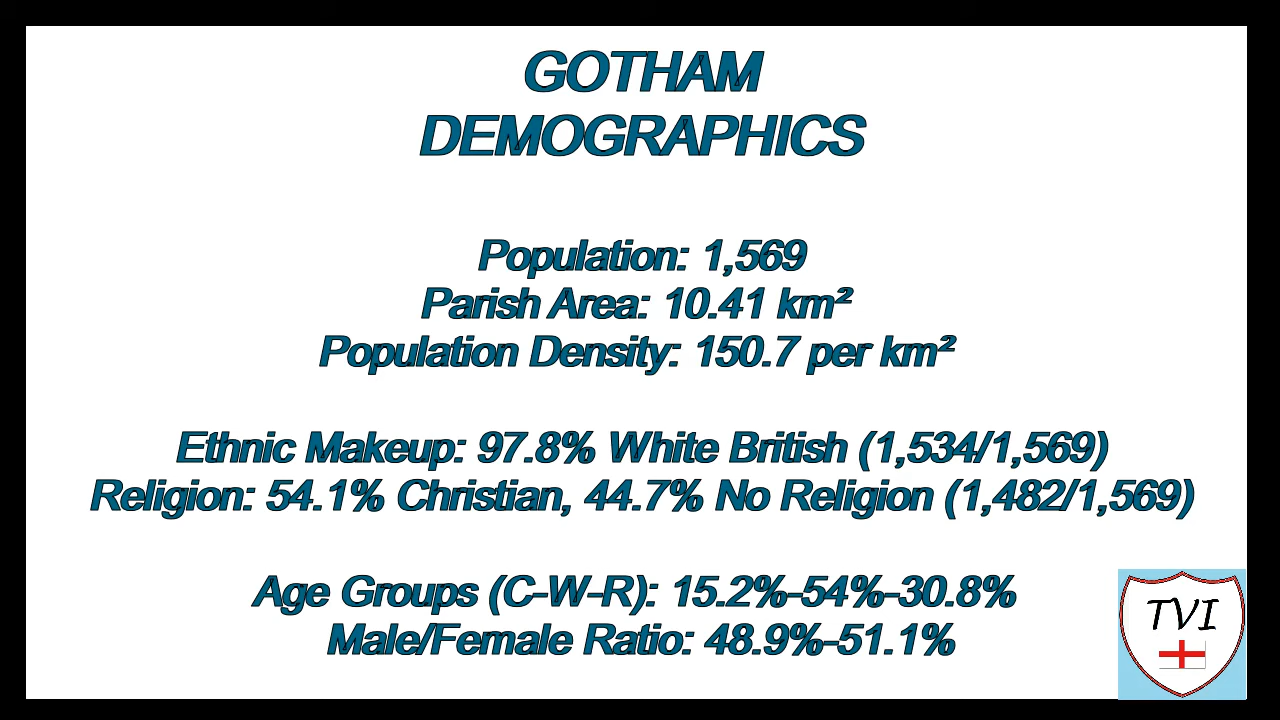 GOTHAM
DEMOGRAPHICS
Population: 1,569
Parish Area: 10.41 km²
Population Density: 150.7 per km²
Ethnic Makeup: 97.8% White British (1,534/1,569)
Religion: 54.1% Christian, 44.7% No Religion (1,482/1,569)
Age Groups (C-W-R): 15.2%-54%-30.8%
Male/Female Ratio: 48.9%-51.1%
TVI